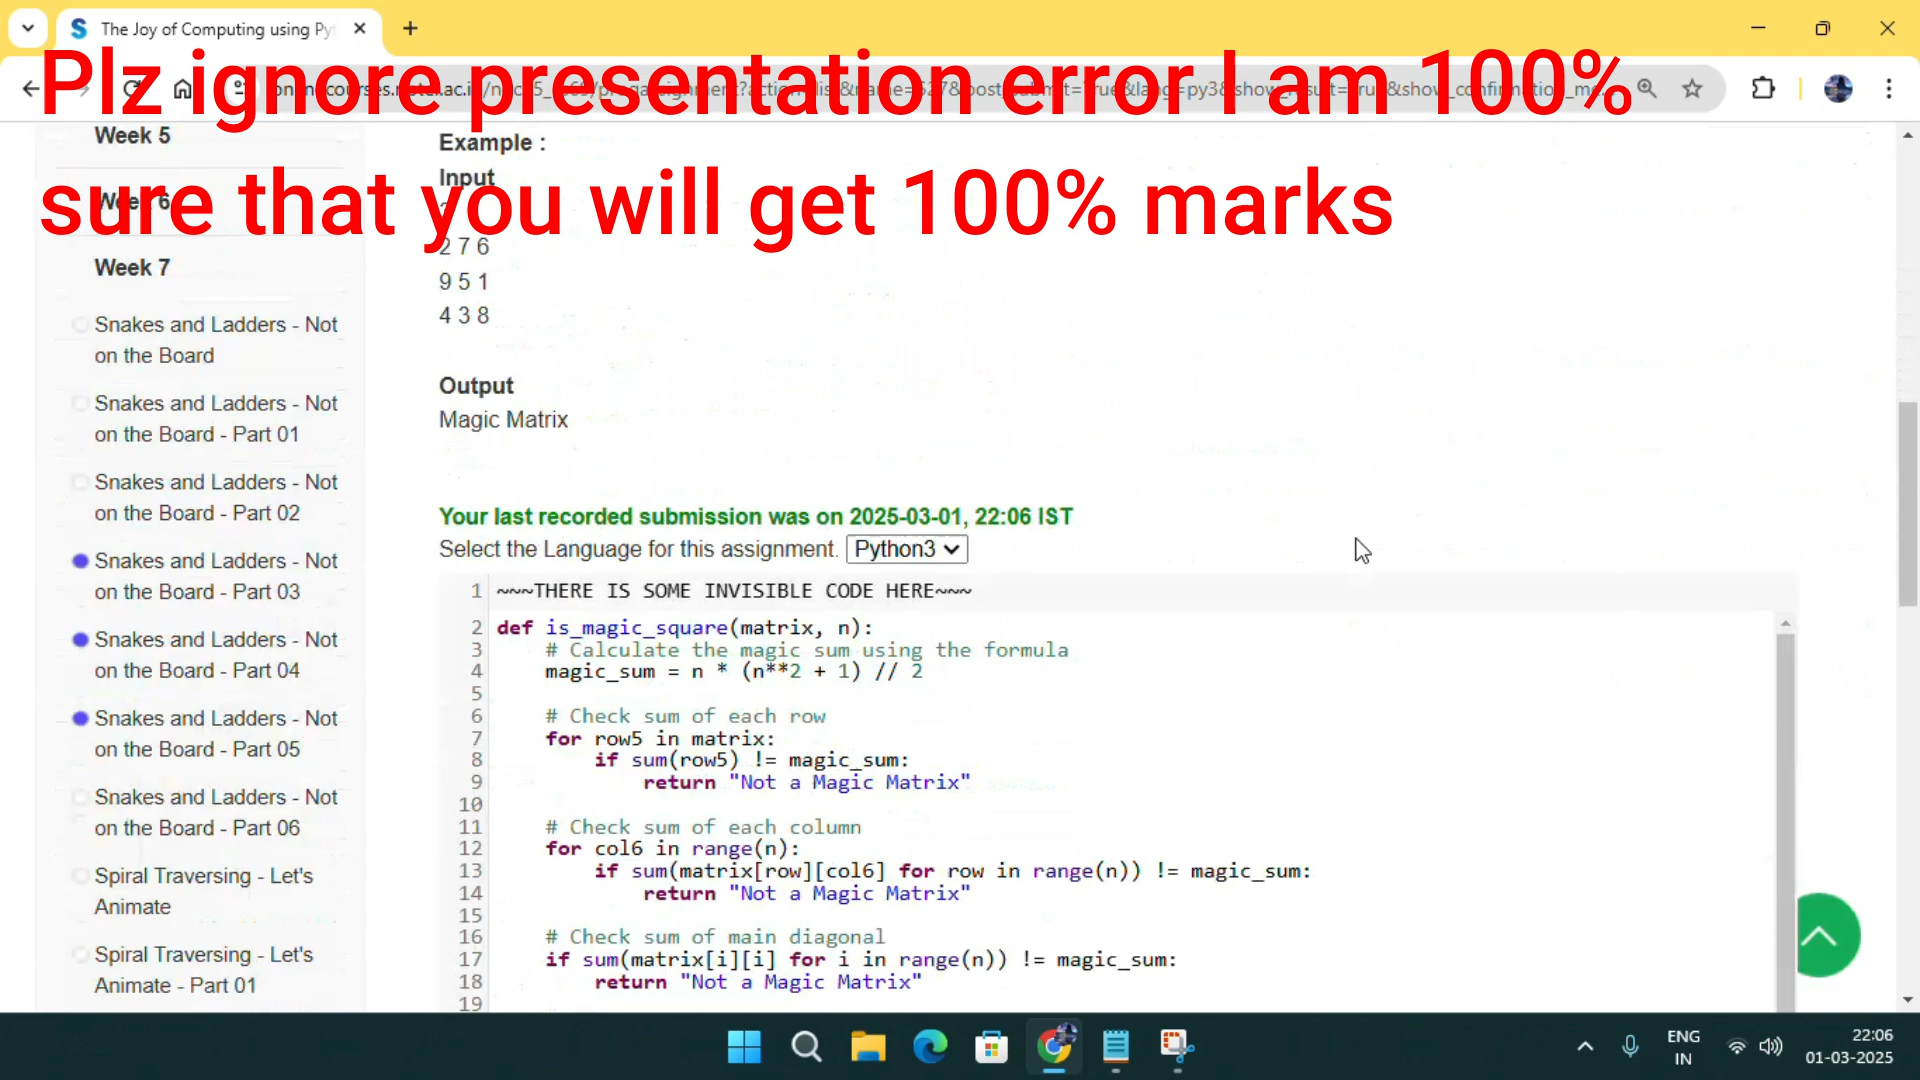 The Joy of Computing using Py
Plz ignore presentation error I am 100%
sure that you will get 100% marks
Week 5
Week 6
Week 7
Snakes and Ladders - Not
on the Board
Snakes and Ladders - Not
on the Board - Part 01
Snakes and Ladders - Not
on the Board - Part 02
Snakes and Ladders - Not
on the Board - Part 03
Snakes and Ladders - Not
on the Board - Part 04
Snakes and Ladders - Not
on the Board - Part 05
Snakes and Ladders - Not
on the Board - Part 06
Spiral Traversing - Let's
Animate
Spiral Traversing - Let's
Animate - Part 01
Example :
Input
2 7 6
9 5 1
4 3 8
Output
Magic Matrix
Your last recorded submission was on 2025-03-01, 22:06 IST
Select the Language for this assignment. Python3
1 ~~~THERE IS SOME INVISIBLE CODE HERE~~~
2 def is_magic_square(matrix, n):
3 # Calculate the magic sum using the formula
4 magic_sum = n * (n**2 + 1) // 2
5
6 # Check sum of each row
7 for row5 in matrix:
8 if sum(row5) != magic_sum:
9 return "Not a Magic Matrix"
10
11 # Check sum of each column
12 for col6 in range(n):
13 if sum(matrix[row][col6] for row in range(n)) != magic_sum:
14 return "Not a Magic Matrix"
15
16 # Check sum of main diagonal
17 if sum(matrix[i][i] for i in range(n)) != magic_sum:
18 return "Not a Magic Matrix"
19
ENG
IN
22:06
01-03-2025